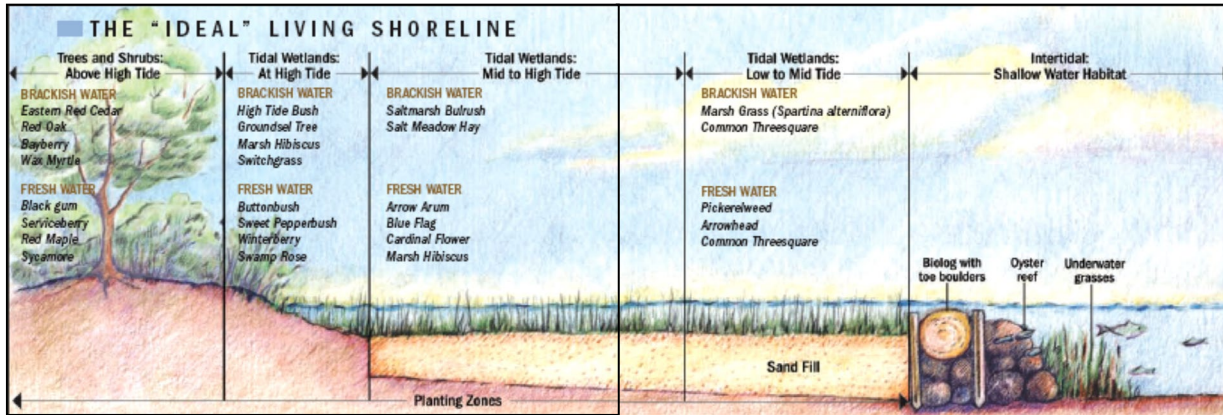 THE "IDEAL" LIVING SHORELINE
Trees and Shrubs:
Above High Tide
BRACKISH WATER
Eastern Red Cedar
Red Oak
Bayberry
Wax Myrtle
FRESH WATER
Black gum
Serviceberry
Red Maple
Sycamore
Tidal Wetlands:
At High Tide
BRACKISH WATER
High Tide Bush
Groundsel Tree
Marsh Hibiscus
Switchgrass
FRESH WATER
Buttonbush
Sweet Pepperbush
Winterberry
Swamp Rose
Tidal Wetlands:
Mid to High Tide
BRACKISH WATER
Saltmarsh Bulrush
Salt Meadow Hay
FRESH WATER
Arrow Arum
Blue Flag
Cardinal Flower
Marsh Hibiscus
Tidal Wetlands:
Low to Mid Tide
BRACKISH WATER
Marsh Grass (Spartina alterniflora)
Common Threesquare
FRESH WATER
Pickerelweed
Arrowhead
Common Threesquare
Intertidal:
Shallow Water Habitat
Biolog with
toe boulders
Oyster
reef
Underwater
grasses
Sand Fill
Planting Zones